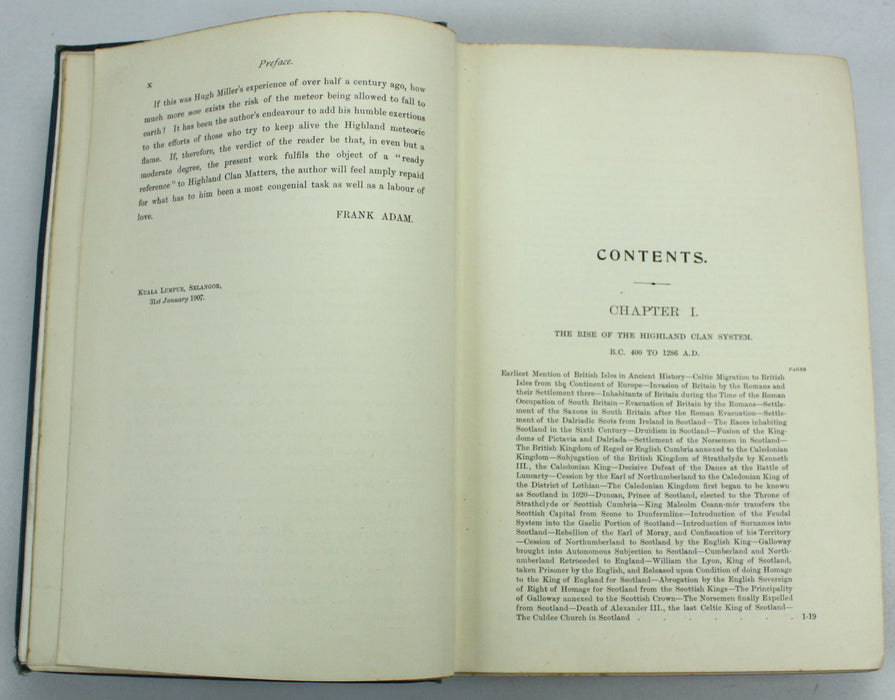 Preface.
x
If this was Hugh Miller's experience of over half a century ago, how
much more now exists the risk of the meteor being allowed to fall to
earth! It has been the author's endeavour to add his humble exertions
to the efforts of those who try to keep alive the Highland meteoric
flame. If, therefore, the verdict of the reader be that, in even but a
moderate degree, the present work fulfils the object of a "ready
reference" to Highland Clan Matters, the author will feel amply repaid
for what has to him been a most congenial task as well as a labour of
love.
FRANK ADAM.
KUALA LUMPUR, SELANGOR,
31st January 1907.
CONTENTS.
CHAPTER I.
THE RISE OF THE HIGHLAND CLAN SYSTEM.
B.C. 400 TO 1286 A.D.
PAGES
Earliest Mention of British Isles in Ancient History—Celtic Migration to British
Isles from the Continent of Europe—Invasion of Britain by the Romans and
their Settlement there—Inhabitants of Britain during the Time of the Roman
Occupation of South Britain—Evacuation of Britain by the Romans—Settle-
ment of the Saxons in South Britain after the Roman Evacuation—Settle-
ment of the Dalriadic Scots from Ireland in Scotland—The Races inhabiting
Scotland in the Sixth Century—Druidism in Scotland—Fusion of the King-
doms of Pictavia and Dalriada—Settlement of the Norsemen in Scotland—
The British Kingdom of Reged or English Cumbria annexed to the Caledonian
Kingdom—Subjugation of the British Kingdom of Strathclyde by Kenneth
III., the Caledonian King—Decisive Defeat of the Danes at the Battle of
Luncarty—Cession by the Earl of Northumberland to the Caledonian King of
the District of Lothian—The Caledonian Kingdom first began to be known
as Scotland in 1020—Duncan, Prince of Scotland, elected to the Throne of
Strathclyde or Scottish Cumbria—King Malcolm Ceann-mór transfers the
Scottish Capital from Scone to Dunfermline—Introduction of the Feudal
System into the Gaelic Portion of Scotland—Introduction of Surnames into
Scotland—Rebellion of the Earl of Moray, and Confiscation of his Territory
—Cession of Northumberland to Scotland by the English King—Galloway
brought into Autonomous Subjection to Scotland—Cumberland and North-
umberland Retroceded to England—William the Lyon, King of Scotland,
taken Prisoner by the English, and Released upon Condition of doing Homage
to the King of England for Scotland—Abrogation by the English Sovereign
of Right of Homage for Scotland from the Scottish Kings—The Principality
of Galloway annexed to the Scottish Crown—The Norsemen finally Expelled
from Scotland—Death of Alexander III., the last Celtic King of Scotland—
The Culdee Church in Scotland . . . . . . . 1-19